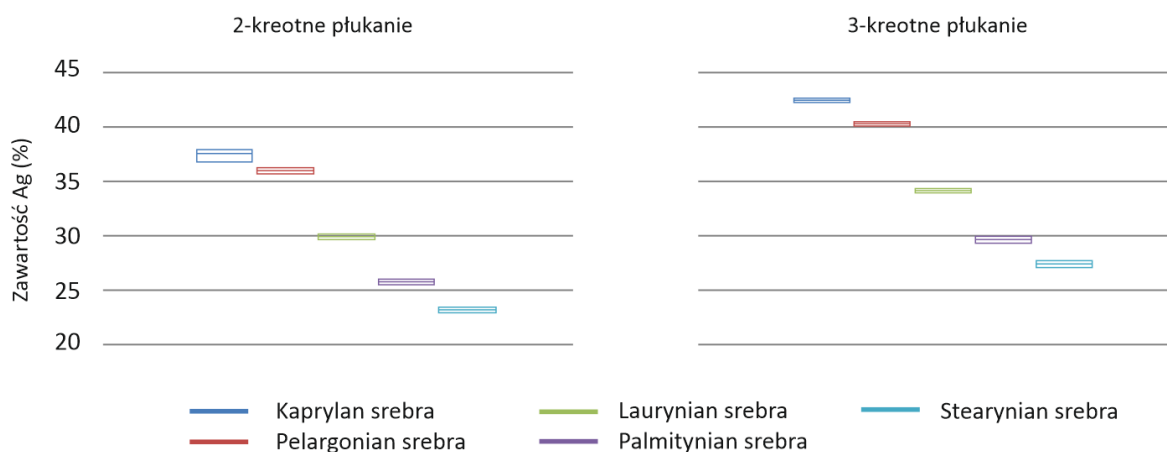 2-kreotne płukanie
3-kreotne płukanie
Zawartość Ag (%)
45
40
35
30
25
20
Kaprylan srebra
Laurynian srebra
Stearynian srebra
Pelargonian srebra
Palmitynian srebra